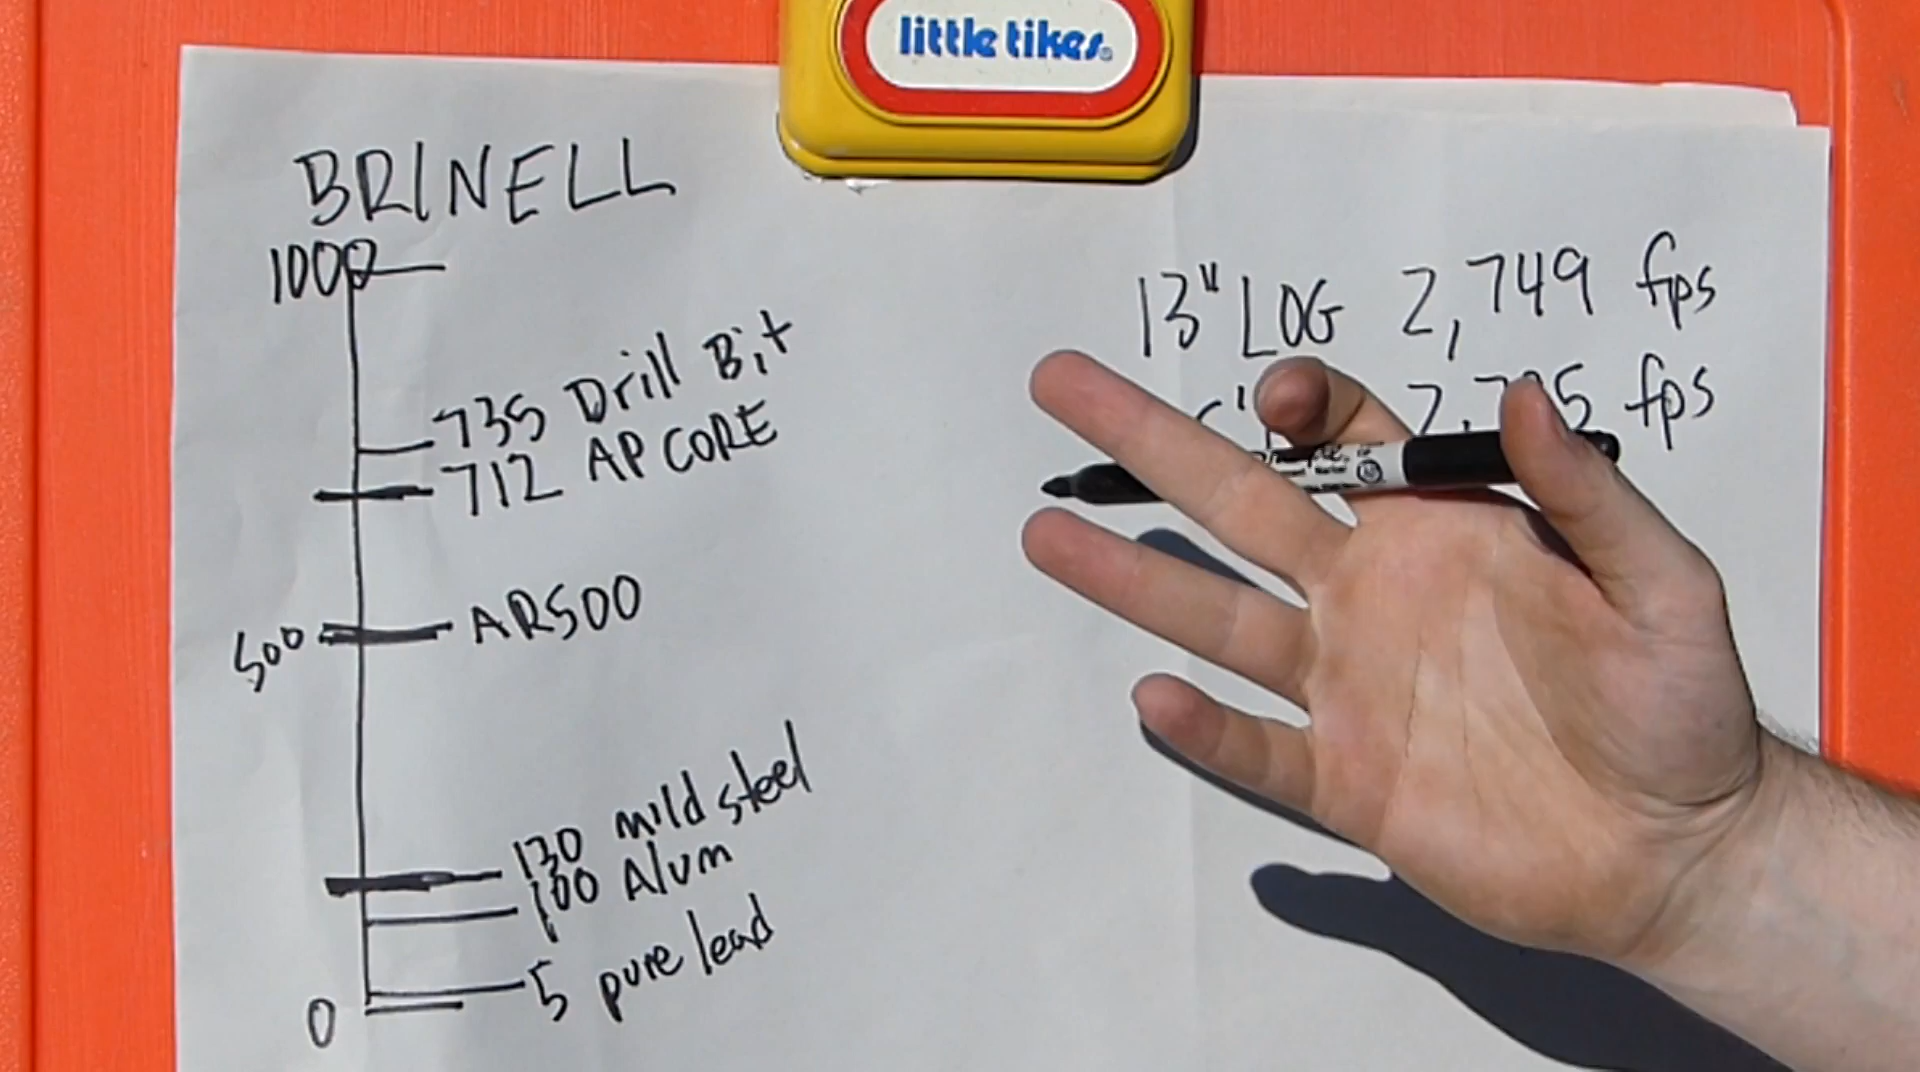 little tikes®
BRINELL
1000
735 Drill Bit
712 AP CORE
500 AR500
130 mild steel
100 Alum
5 pure lead
0
13" LOG 2,749 fps
fps